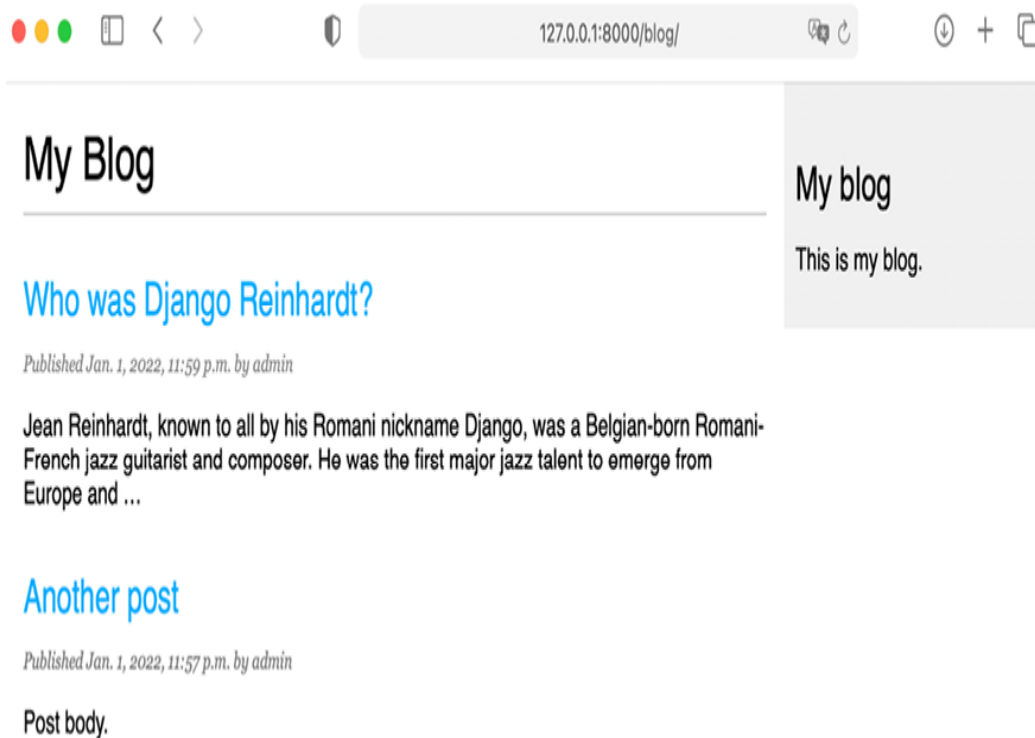 127.0.0.1:8000/blog/
My Blog
Who was Django Reinhardt?
Published Jan. 1, 2022, 11:59 p.m. by admin
Jean Reinhardt, known to all by his Romani nickname Django, was a Belgian-born Romani-
French jazz guitarist and composer. He was the first major jazz talent to emerge from
Europe and …
Another post
Published Jan. 1, 2022, 11:57 p.m. by admin
Post body.
My blog
This is my blog.